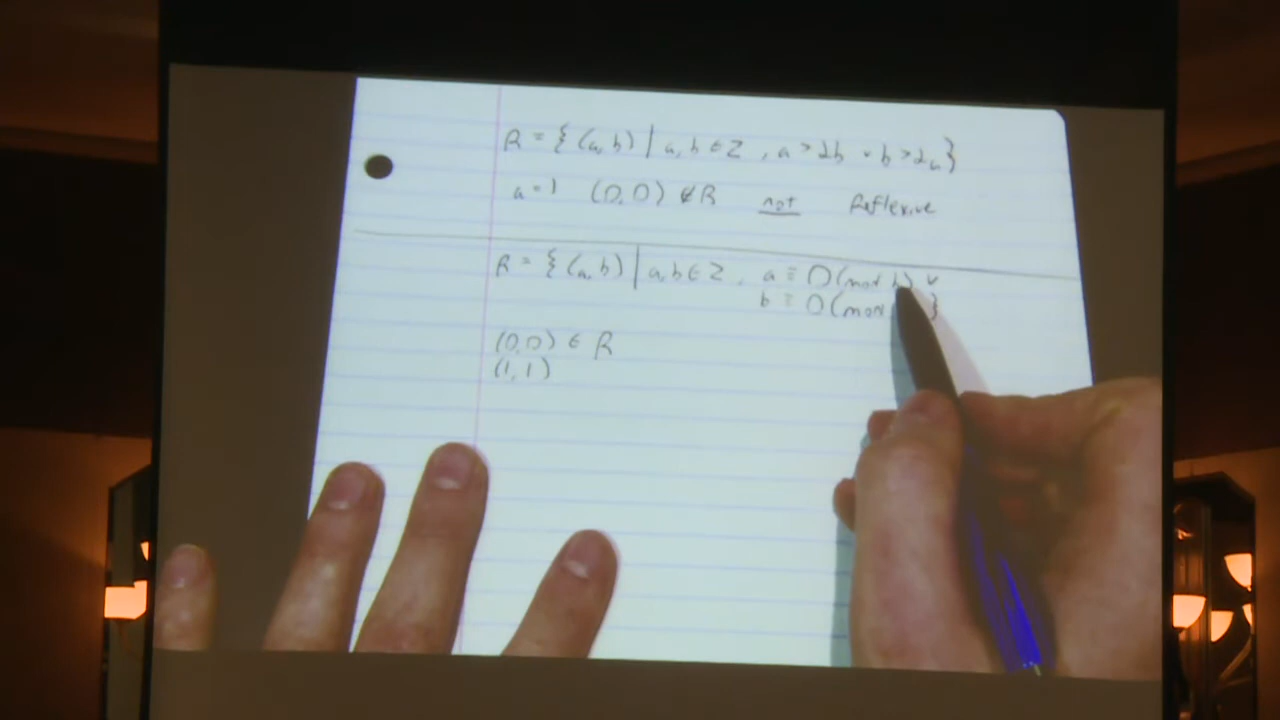 R = { (a, b) | a, b ∈ Z , a > 2b ∨ b > 2a }
a = 1 (0, 0) ∉ R not Reflexive
R = { (a, b) | a, b ∈ Z , a ≡ 0 (mod b) ∨
b ≡ 0 (mod }
(0, 0) ∈ R
(1, 1)